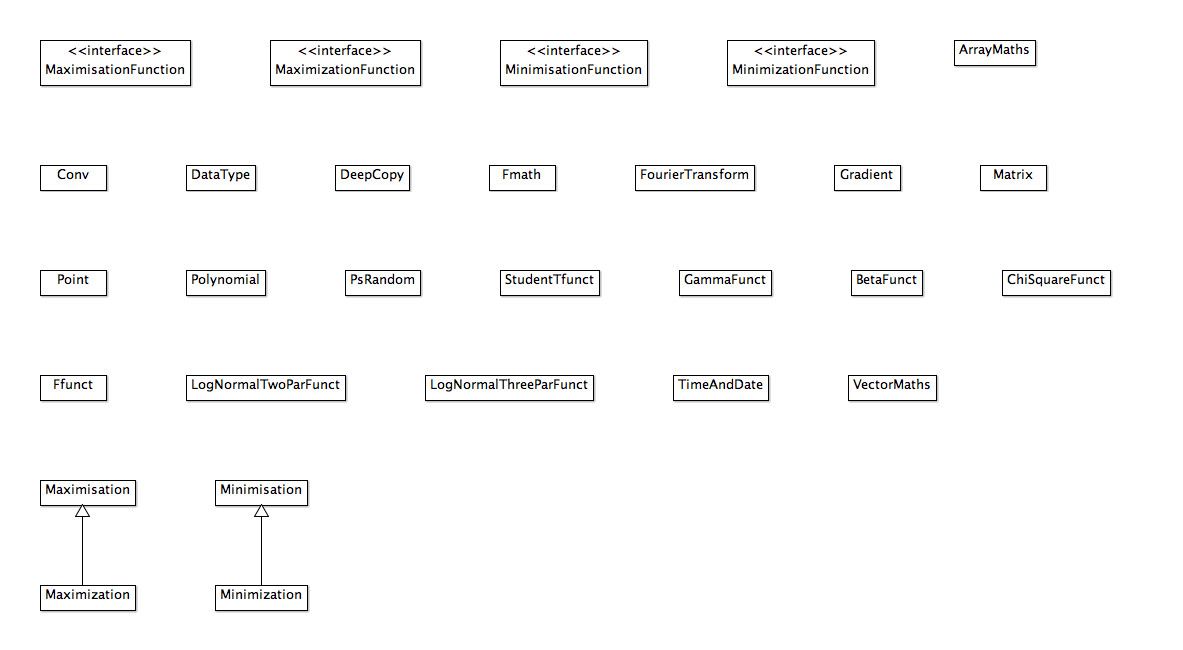 <<interface>>
MaximisationFunction
<<interface>>
MaximizationFunction
<<interface>>
MinimisationFunction
<<interface>>
MinimizationFunction
ArrayMaths
Conv
DataType
DeepCopy
Fmath
FourierTransform
Gradient
Matrix
Point
Polynomial
PsRandom
StudentTfunct
GammaFunct
BetaFunct
ChiSquareFunct
Ffunct
LogNormalTwoParFunct
LogNormalThreeParFunct
TimeAndDate
VectorMaths
Maximisation
Minimisation
Maximization
Minimization